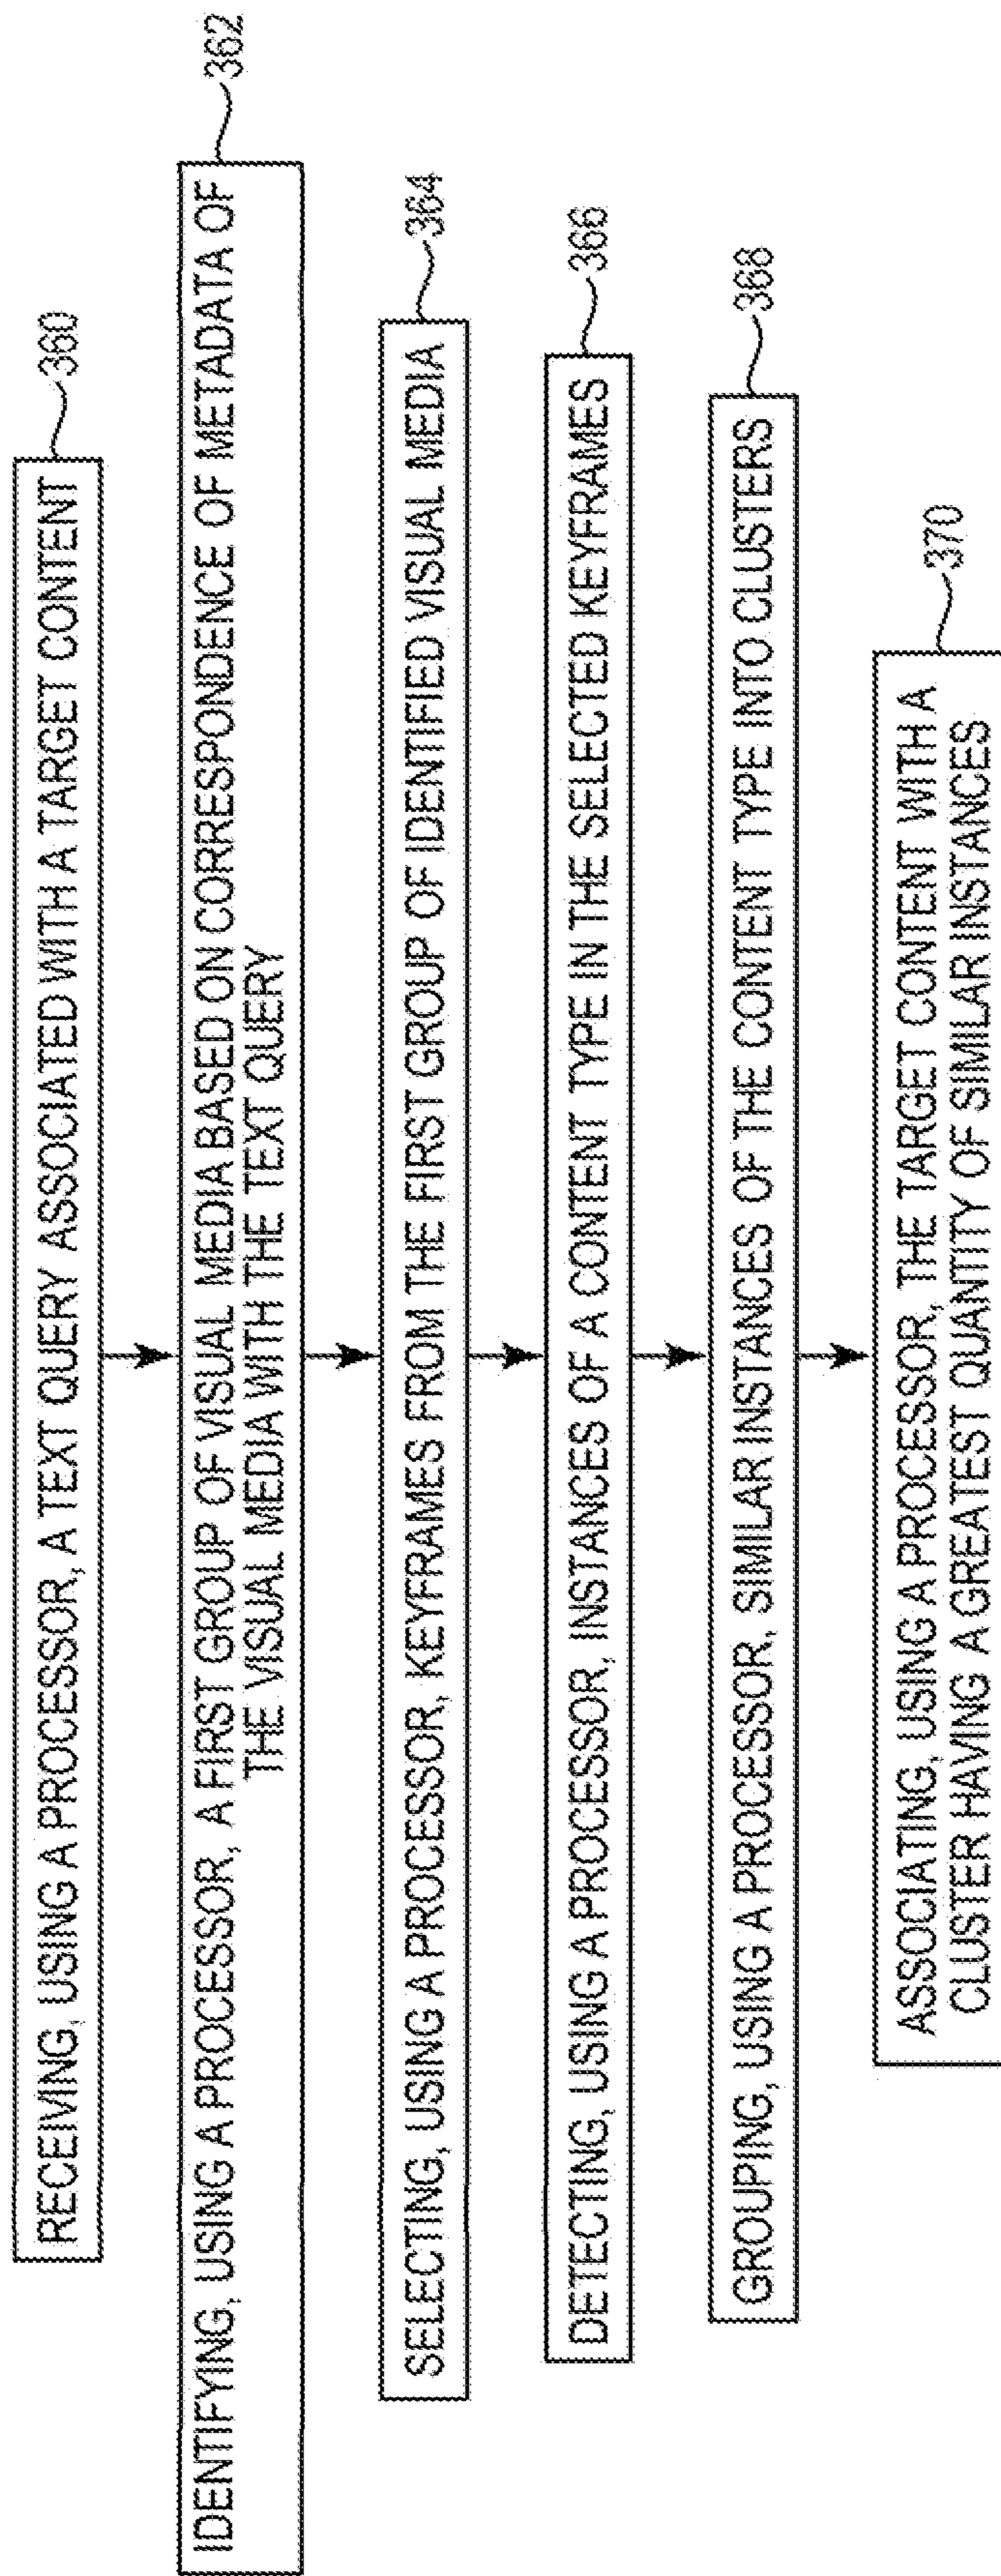 RECEIVING, USING A PROCESSOR, A TEXT QUERY ASSOCIATED WITH A TARGET CONTENT
360
IDENTIFYING, USING A PROCESSOR, A FIRST GROUP OF VISUAL MEDIA BASED ON CORRESPONDENCE OF METADATA OF
THE VISUAL MEDIA WITH THE TEXT QUERY
362
SELECTING, USING A PROCESSOR, KEYFRAMES FROM THE FIRST GROUP OF IDENTIFIED VISUAL MEDIA
364
DETECTING, USING A PROCESSOR, INSTANCES OF A CONTENT TYPE IN THE SELECTED KEYFRAMES
366
GROUPING, USING A PROCESSOR, SIMILAR INSTANCES OF THE CONTENT TYPE INTO CLUSTERS
368
ASSOCIATING, USING A PROCESSOR, THE TARGET CONTENT WITH A
CLUSTER HAVING A GREATEST QUANTITY OF SIMILAR INSTANCES
370